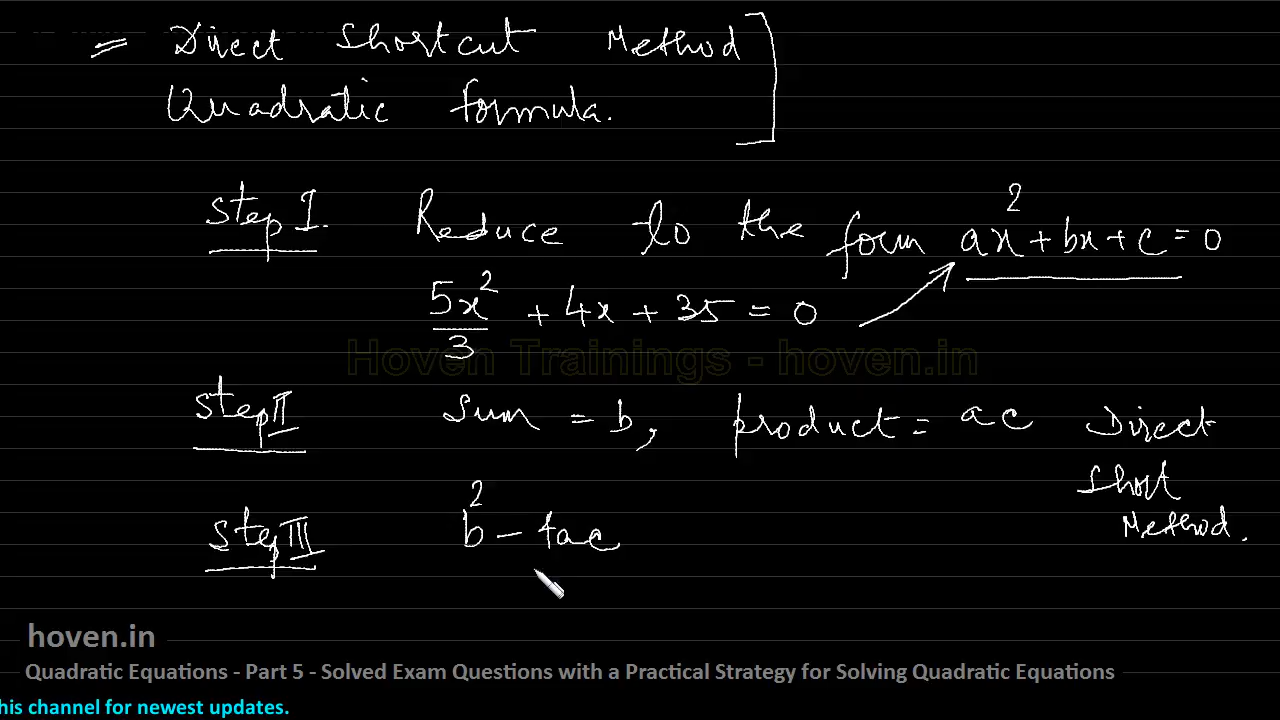 = Direct Shortcut Method
Quadratic formula.
Step I. Reduce to the form ax² + bx + c = 0
5x²/3 + 4x + 35 = 0
Hoven Trainings - hoven.in
Step II Sum = b, product = ac Direct
Short
Method.
Step III b² - 4ac
hoven.in
Quadratic Equations - Part 5 - Solved Exam Questions with a Practical Strategy for Solving Quadratic Equations
his channel for newest updates.